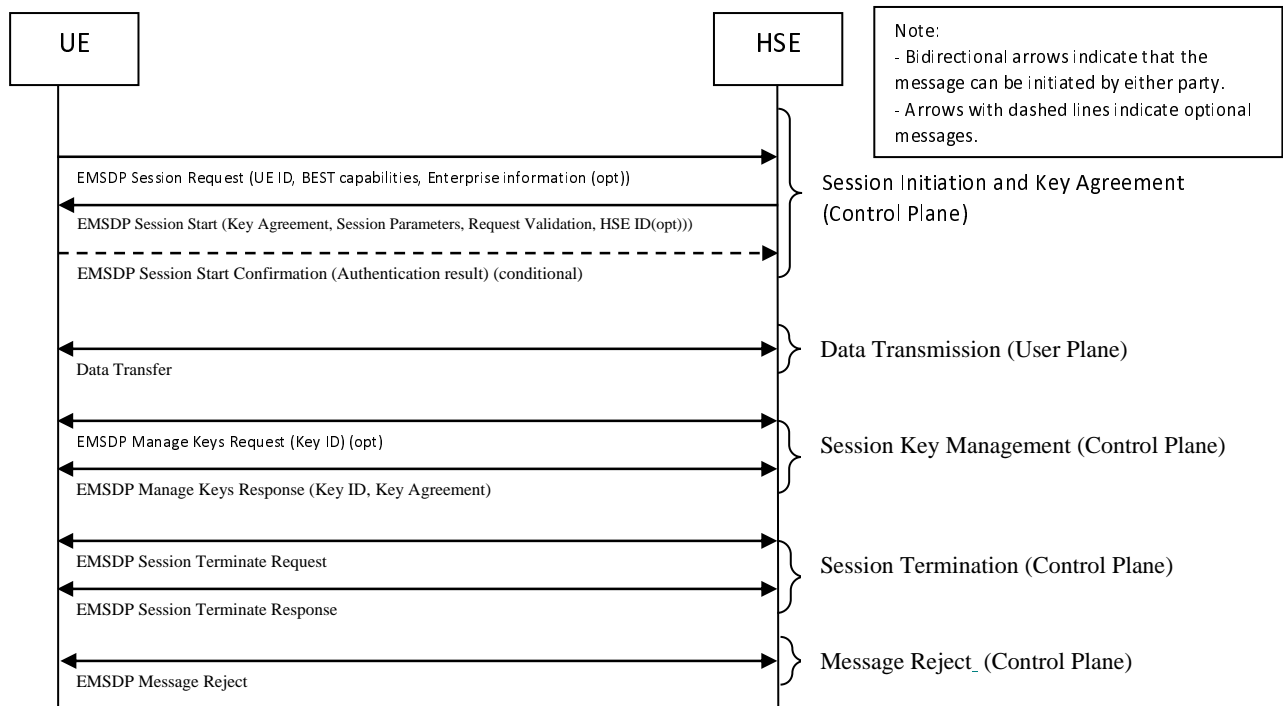 UE
HSE
Note:
- Bidirectional arrows indicate that the
message can be initiated by either party.
- Arrows with dashed lines indicate optional
messages.
EMSDP Session Request (UE ID, BEST capabilities, Enterprise information (opt))
EMSDP Session Start (Key Agreement, Session Parameters, Request Validation, HSE ID(opt)))
EMSDP Session Start Confirmation (Authentication result) (conditional)
Session Initiation and Key Agreement
(Control Plane)
Data Transfer
Data Transmission (User Plane)
EMSDP Manage Keys Request (Key ID) (opt)
EMSDP Manage Keys Response (Key ID, Key Agreement)
Session Key Management (Control Plane)
EMSDP Session Terminate Request
EMSDP Session Terminate Response
Session Termination (Control Plane)
EMSDP Message Reject
Message Reject_ (Control Plane)